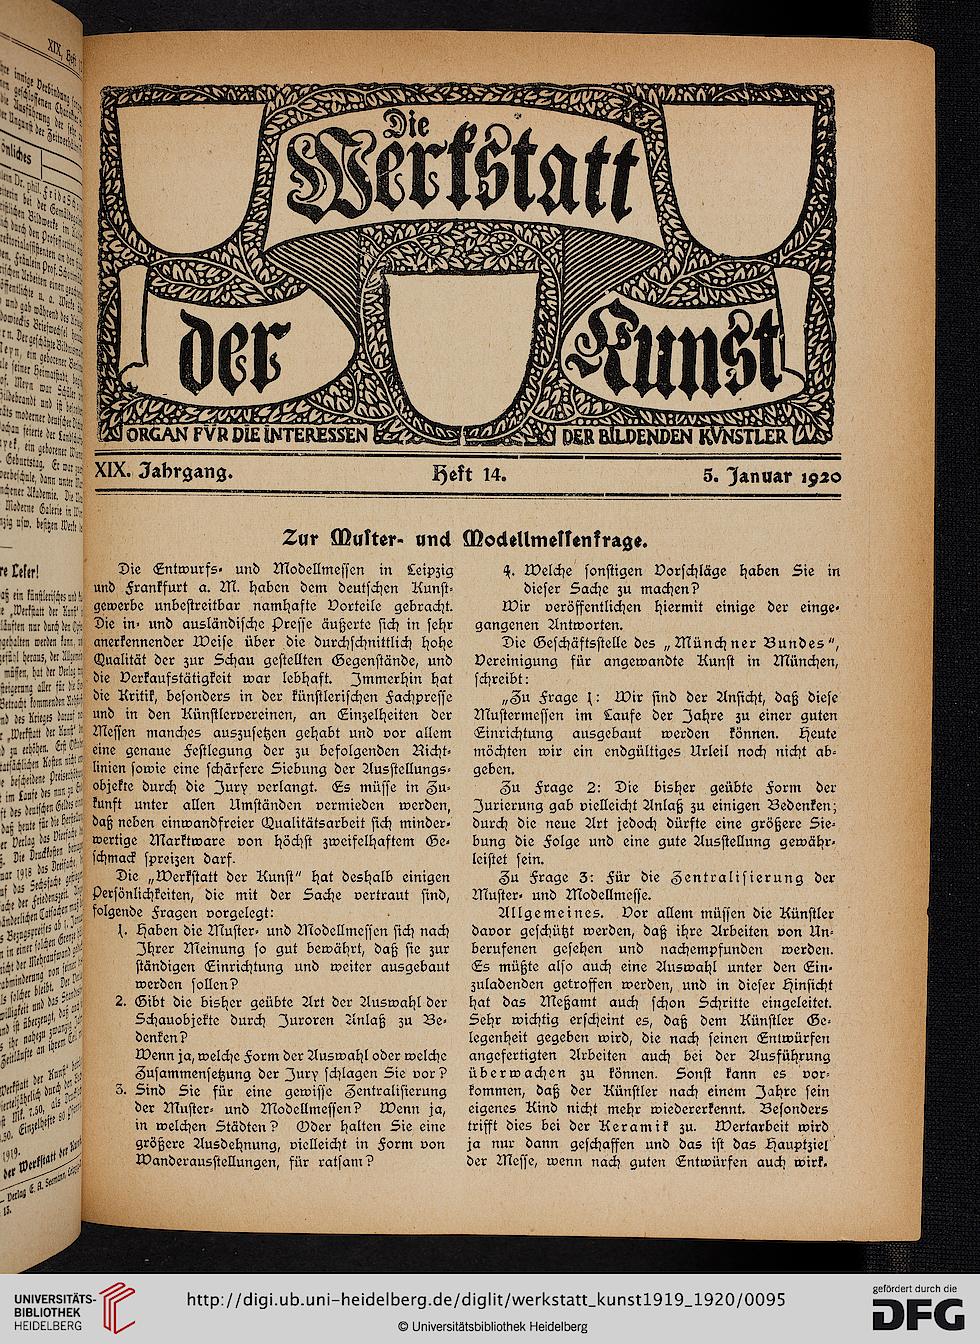 Die
Werkstatt
der Kunst
ORGAN FVR DIE INTERESSEN DER BILDENDEN KVNSTLER
XIX. Jahrgang. Heft 14. 5. Januar 1920
Zur Muster- und Modellmessenfrage.
Die Entwurfs- und Modellmessen in Leipzig
und Frankfurt a. M. haben dem deutschen Kunst-
gewerbe unbestreitbar namhafte Vorteile gebracht.
Die in- und ausländische Presse äußerte sich in sehr
anerkennender Weise über die durchschnittlich hohe
Qualität der zur Schau gestellten Gegenstände, und
die Verkaufstätigkeit war lebhaft. Immerhin hat
die Kritik, besonders in der künstlerischen Fachpresse
und in den Künstlervereinen, an Einzelheiten der
Messen manches auszusetzen gehabt und vor allem
eine genaue Festlegung der zu befolgenden Richt-
linien sowie eine schärfere Siebung der Ausstellungs-
objekte durch die Jury verlangt. Es müsse in Zu-
kunft unter allen Umständen vermieden werden,
daß neben einwandfreier Qualitätsarbeit sich minder-
wertige Marktware von höchst zweifelhaftem Ge-
schmack spreizen darf.
Die „Werkstatt der Kunst“ hat deshalb einigen
Persönlichkeiten, die mit der Sache vertraut sind,
folgende Fragen vorgelegt:
1. Haben die Muster- und Modellmessen sich nach
Ihrer Meinung so gut bewährt, daß sie zur
ständigen Einrichtung und weiter ausgebaut
werden sollen?
2. Gibt die bisher geübte Art der Auswahl der
Schauobjekte durch Juroren Anlaß zu Be-
denken?
Wenn ja, welche Form der Auswahl oder welche
Zusammensetzung der Jury schlagen Sie vor?
3. Sind Sie für eine gewisse Zentralisierung
der Muster- und Modellmessen? Wenn ja,
in welchen Städten? Oder halten Sie eine
größere Ausdehnung, vielleicht in Form von
Wanderausstellungen, für ratsam?
4. Welche sonstigen Vorschläge haben Sie in
dieser Sache zu machen?
Wir veröffentlichen hiermit einige der einge-
gangenen Antworten.
Die Geschäftsstelle des „Münchner Bundes“,
Vereinigung für angewandte Kunst in München,
schreibt:
„Zu Frage 1: Wir sind der Ansicht, daß diese
Mustermessen im Laufe der Jahre zu einer guten
Einrichtung ausgebaut werden können. Heute
möchten wir ein endgültiges Urleil noch nicht ab-
geben.
Zu Frage 2: Die bisher geübte Form der
Jurierung gab vielleicht Anlaß zu einigen Bedenken;
durch die neue Art jedoch dürfte eine größere Sie-
bung die Folge und eine gute Ausstellung gewähr-
leistet sein.
Zu Frage 3: Für die Zentralisierung der
Muster- und Modellmesse.
Allgemeines. Vor allem müssen die Künstler
davor geschützt werden, daß ihre Arbeiten von Un-
berufenen gesehen und nachempfunden werden.
Es müßte also auch eine Auswahl unter den Ein-
zuladenden getroffen werden, und in dieser Hinsicht
hat das Meßamt auch schon Schritte eingeleitet.
Sehr wichtig erscheint es, daß dem Künstler Ge-
legenheit gegeben wird, die nach seinen Entwürfen
angefertigten Arbeiten auch bei der Ausführung
überwachen zu können. Sonst kann es vor-
kommen, daß der Künstler nach einem Jahre sein
eigenes Kind nicht mehr wiedererkennt. Besonders
trifft dies bei der Keramik zu. Wertarbeit wird
ja nur dann geschaffen und das ist das Hauptziel
der Messe, wenn nach guten Entwürfen auch wirk-
UNIVERSITÄTS-
BIBLIOTHEK
HEIDELBERG
http://digi.ub.uni-heidelberg.de/diglit/werkstatt_kunst1919_1920/0095
© Universitätsbibliothek Heidelberg
gefördert durch die
DFG